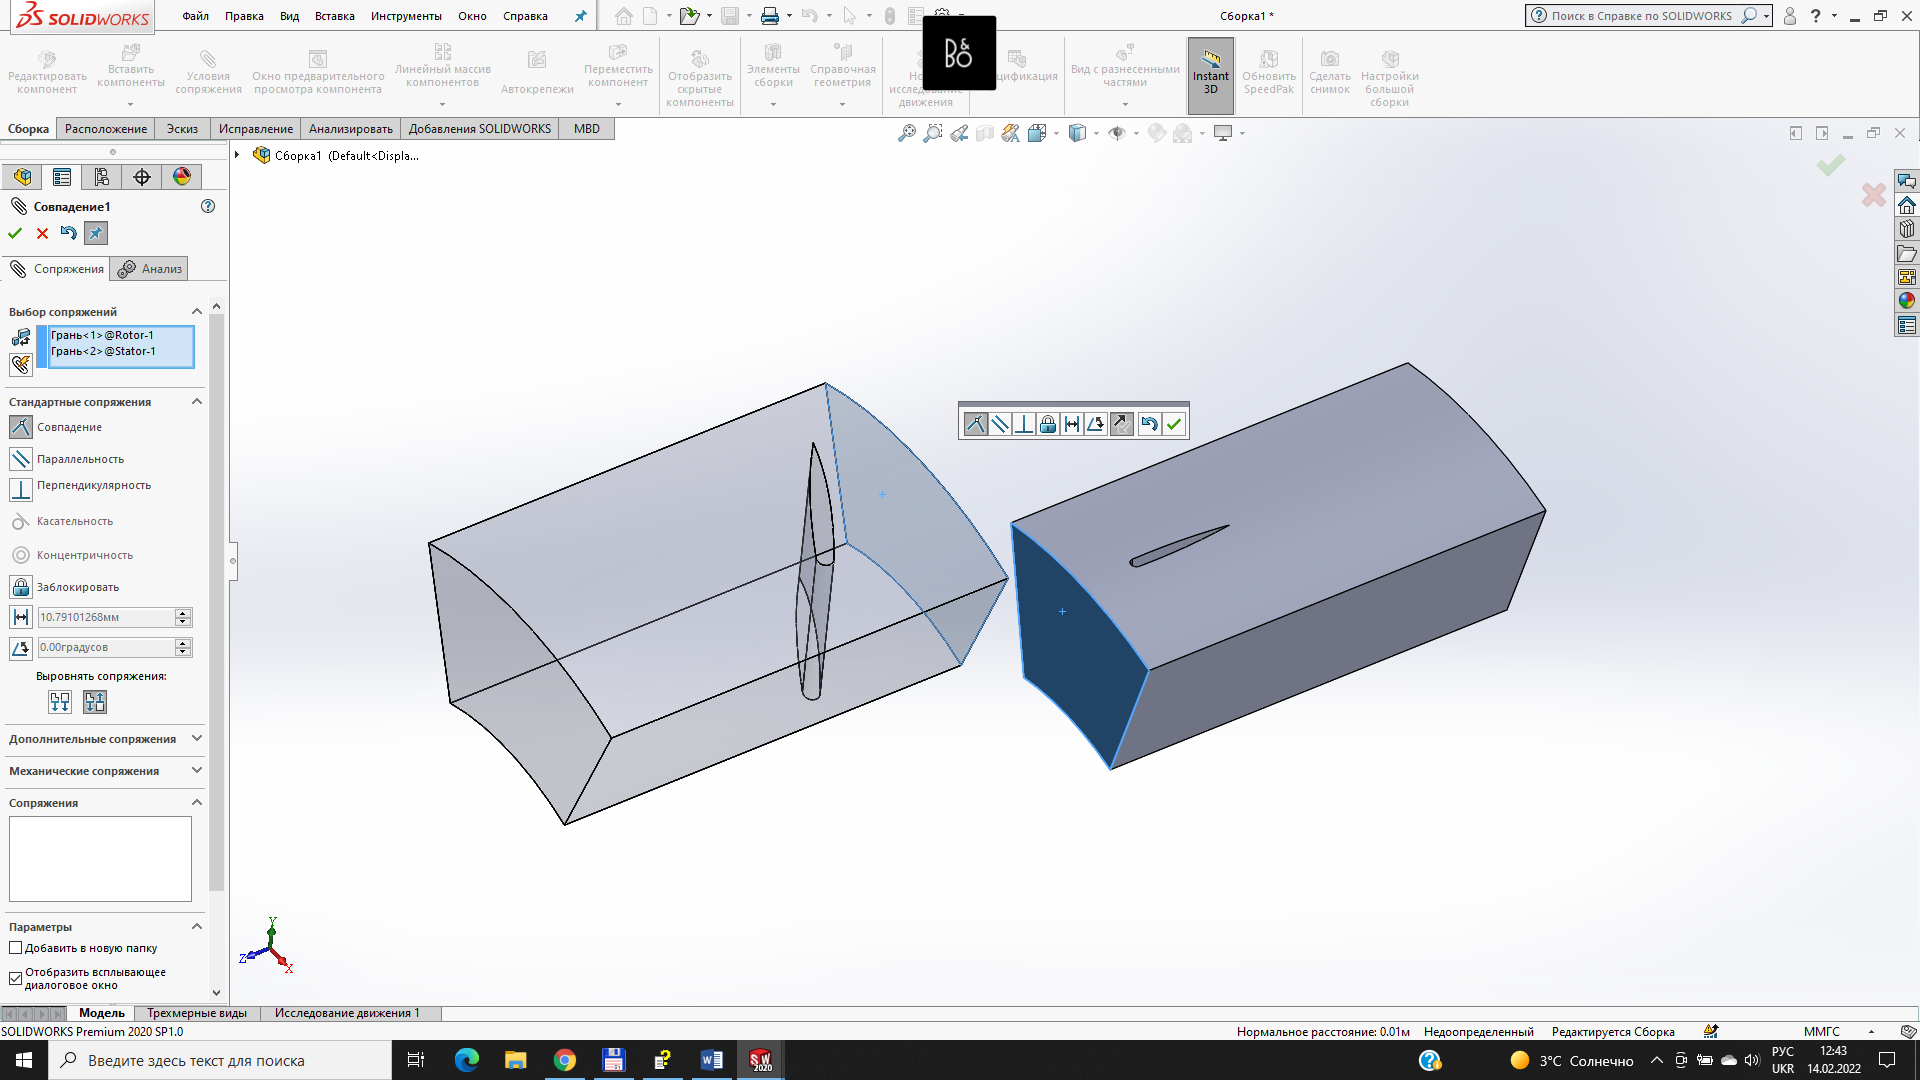 SOLIDWORKS
Файл Правка Вид Вставка Инструменты Окно Справка
Сборка1 *
Поиск в Справке по SOLIDWORKS
Редактировать компонент
Вставить компоненты
Условия сопряжения
Окно предварительного просмотра компонента
Линейный массив компонентов
Автокрепежи
Переместить компонент
Отобразить скрытые компоненты
Элементы сборки
Справочная геометрия
Но
исследование
движения
B&O
цификация
Вид с разнесенными частями
Instant 3D
Обновить SpeedPak
Сделать снимок
Настройки большой сборки
Сборка Расположение Эскиз Исправление Анализировать Добавления SOLIDWORKS MBD
Сборка1 (Default<Displa...
Совпадение1
Сопряжения Анализ
Выбор сопряжений
Грань<1>@Rotor-1
Грань<2>@Stator-1
Стандартные сопряжения
Совпадение
Параллельность
Перпендикулярность
Касательность
Концентричность
Заблокировать
10.79101268мм
0.00градусов
Выровнять сопряжения:
Дополнительные сопряжения
Механические сопряжения
Сопряжения
Параметры
Добавить в новую папку
Отобразить всплывающее
диалоговое окно
Y
Z
X
Модель Трехмерные виды Исследование движения 1
SOLIDWORKS Premium 2020 SP1.0
Нормальное расстояние: 0.01м Недоопределенный Редактируется Сборка ММГС
Введите здесь текст для поиска
SW
2020
3°C Солнечно
РУС
UKR
12:43
14.02.2022